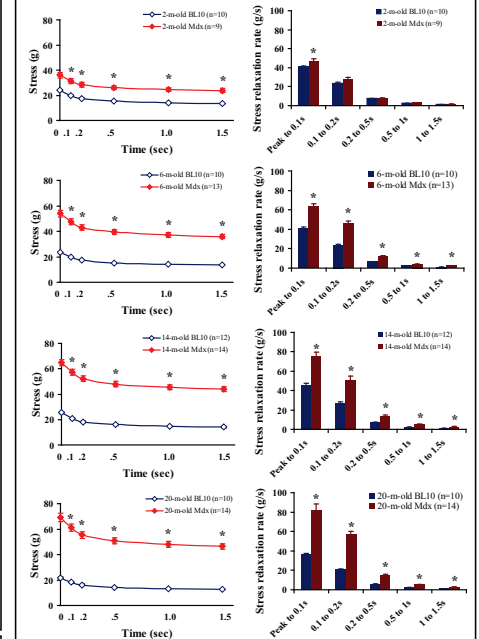 2-m-old BL10 (n=10)
2-m-old Mdx (n=9)
Stress (g)
80
60
40
20
0
0 .1 .2 .5 1.0 1.5
* * * * * *
Time (sec)
2-m-old BL10 (n=10)
2-m-old Mdx (n=9)
Stress relaxation rate (g/s)
100
80
60
40
20
0
*
Peak to 0.1s
0.1 to 0.2s
0.2 to 0.5s
0.5 to 1s
1 to 1.5s
6-m-old BL10 (n=10)
6-m-old Mdx (n=13)
Stress (g)
80
60
40
20
0
0 .1 .2 .5 1.0 1.5
* * * * *
Time (sec)
6-m-old BL10 (n=10)
6-m-old Mdx (n=13)
Stress relaxation rate (g/s)
100
80
60
40
20
0
* * * * *
Peak to 0.1s
0.1 to 0.2s
0.2 to 0.5s
0.5 to 1s
1 to 1.5s
14-m-old BL10 (n=12)
14-m-old Mdx (n=14)
Stress (g)
80
60
40
20
0
0 .1 .2 .5 1.0 1.5
* * * * *
Time (sec)
14-m-old BL10 (n=12)
14-m-old Mdx (n=14)
Stress relaxation rate (g/s)
100
80
60
40
20
0
* * * * *
Peak to 0.1s
0.1 to 0.2s
0.2 to 0.5s
0.5 to 1s
1 to 1.5s
20-m-old BL10 (n=10)
20-m-old Mdx (n=14)
Stress (g)
80
60
40
20
0
0 .1 .2 .5 1.0 1.5
* * * * *
Time (sec)
20-m-old BL10 (n=10)
20-m-old Mdx (n=14)
Stress relaxation rate (g/s)
100
80
60
40
20
0
* * * * *
Peak to 0.1s
0.1 to 0.2s
0.2 to 0.5s
0.5 to 1s
1 to 1.5s